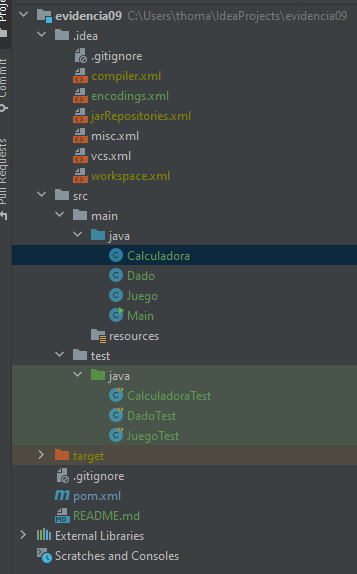 Proj
evidencia09 C:\Users\thoma\IdeaProjects\evidencia09
.idea
.gitignore
compiler.xml
encodings.xml
jarRepositories.xml
misc.xml
vcs.xml
workspace.xml
src
main
java
Calculadora
Dado
Juego
Main
resources
test
java
CalculadoraTest
DadoTest
JuegoTest
target
.gitignore
pom.xml
README.md
External Libraries
Scratches and Consoles
Commit
Pull Requests